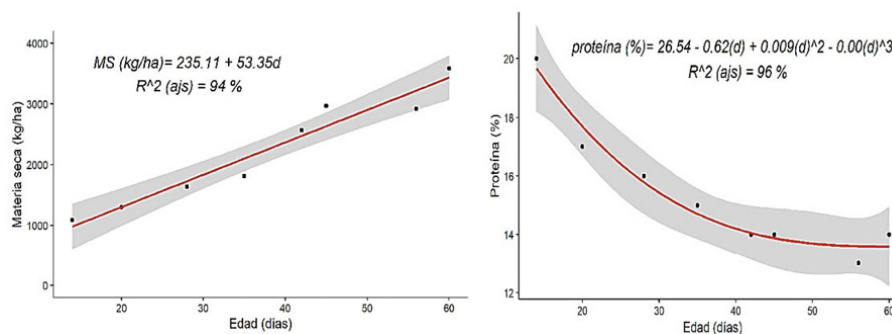 MS (kg/ha)= 235.11 + 53.35d
R^2 (ajs) = 94 %
Materia seca (kg/ha)
4000
3000
2000
1000
0
20
30
40
50
60
Edad (días)
proteína (%)= 26.54 - 0.62(d) + 0.009(d)^2 - 0.00(d)^3
R^2 (ajs) = 96 %
Proteína (%)
20
18
16
14
12
20
30
40
50
60
Edad (días)